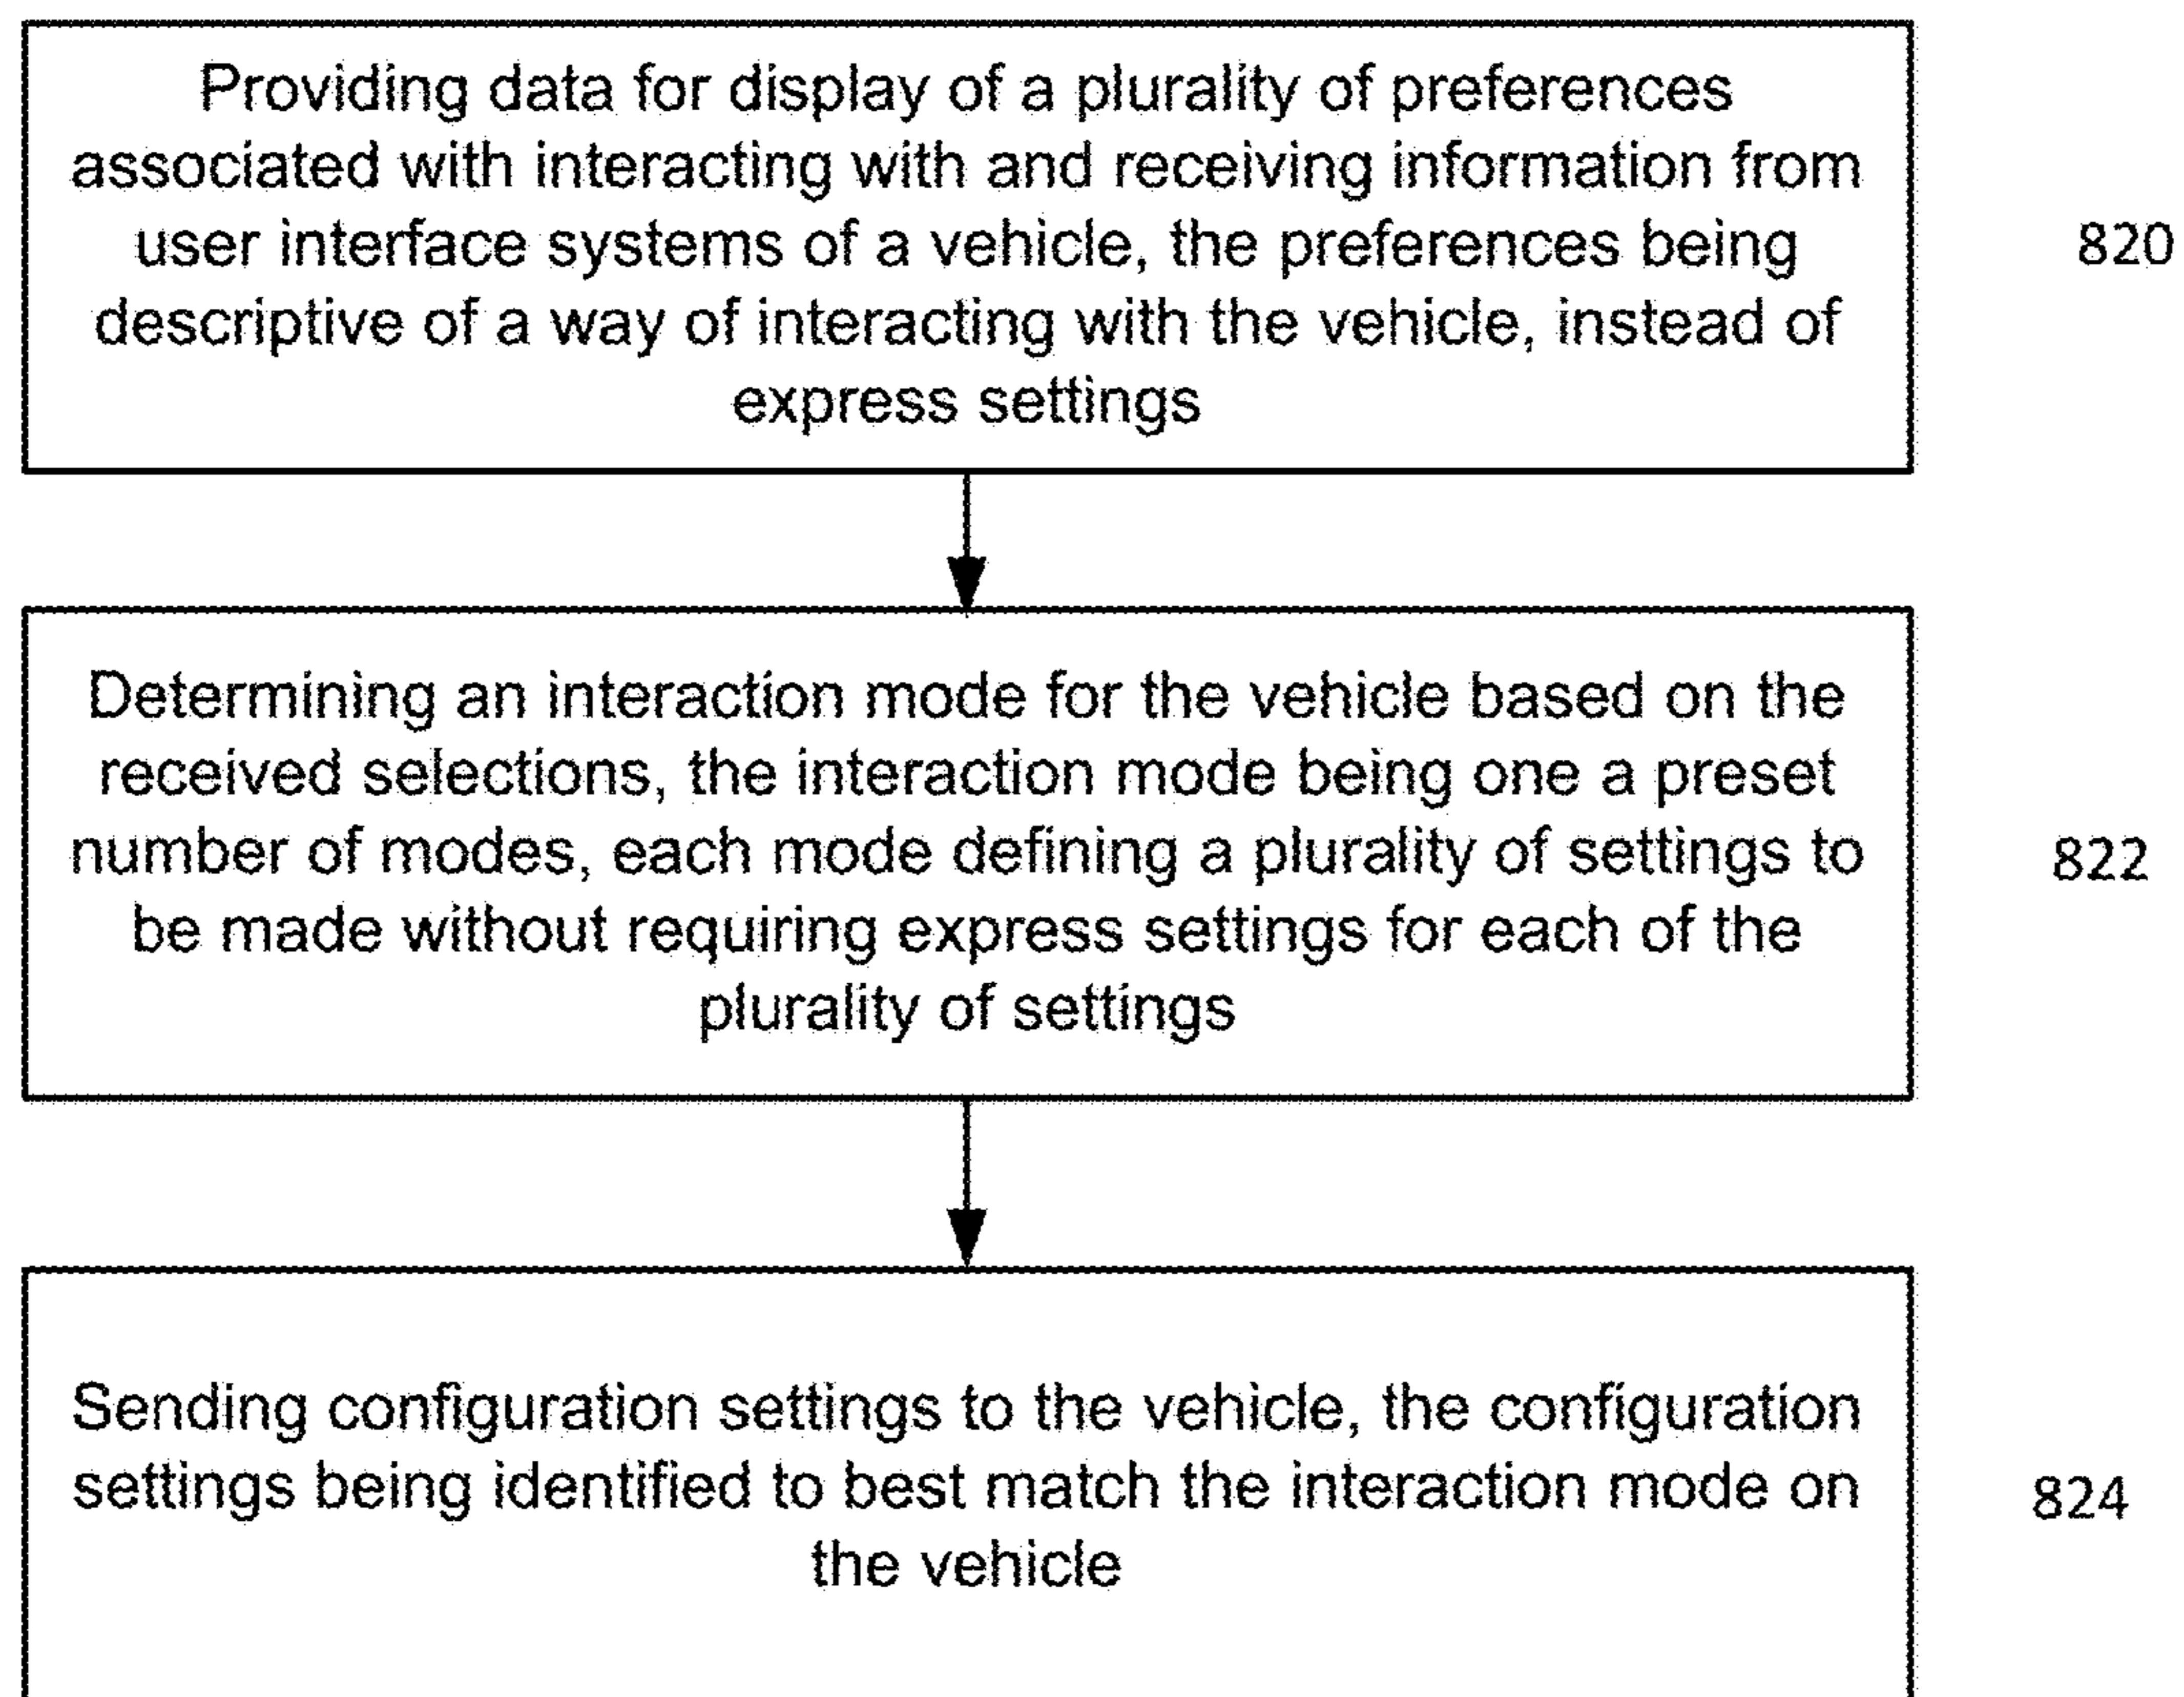 Providing data for display of a plurality of preferences
associated with interacting with and receiving information from
user interface systems of a vehicle, the preferences being
descriptive of a way of interacting with the vehicle, instead of
express settings
820
Determining an interaction mode for the vehicle based on the
received selections, the interaction mode being one a preset
number of modes, each mode defining a plurality of settings to
be made without requiring express settings for each of the
plurality of settings
822
Sending configuration settings to the vehicle, the configuration
settings being identified to best match the interaction mode on
the vehicle
824